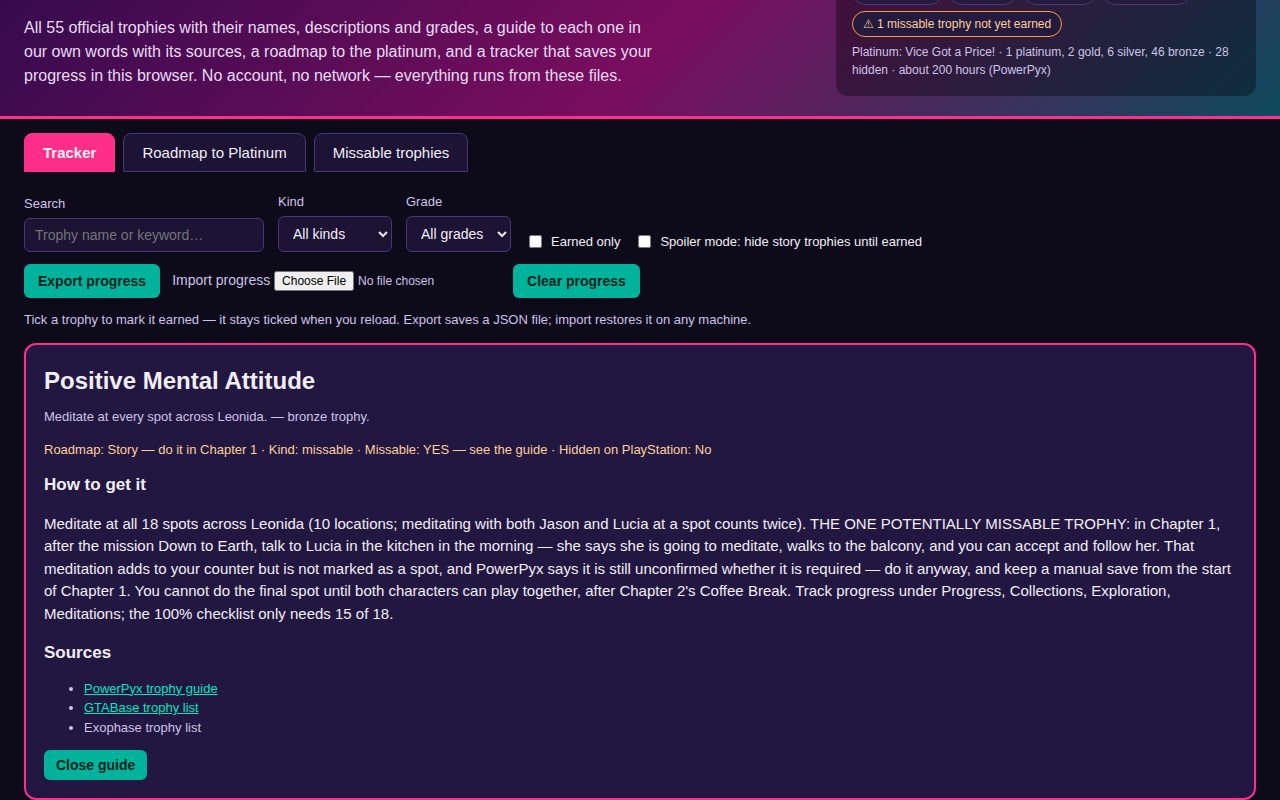 All 55 official trophies with their names, descriptions and grades, a guide to each one in
our own words with its sources, a roadmap to the platinum, and a tracker that saves your
progress in this browser. No account, no network — everything runs from these files.
⚠ 1 missable trophy not yet earned
Platinum: Vice Got a Price! · 1 platinum, 2 gold, 6 silver, 46 bronze · 28
hidden · about 200 hours (PowerPyx)
Tracker
Roadmap to Platinum
Missable trophies
Search
Kind
Grade
Trophy name or keyword…
All kinds
All grades
Earned only
Spoiler mode: hide story trophies until earned
Export progress
Import progress
Choose File
No file chosen
Clear progress
Tick a trophy to mark it earned — it stays ticked when you reload. Export saves a JSON file; import restores it on any machine.
Positive Mental Attitude
Meditate at every spot across Leonida. — bronze trophy.
Roadmap: Story — do it in Chapter 1 · Kind: missable · Missable: YES — see the guide · Hidden on PlayStation: No
How to get it
Meditate at all 18 spots across Leonida (10 locations; meditating with both Jason and Lucia at a spot counts twice). THE ONE POTENTIALLY MISSABLE TROPHY: in Chapter 1,
after the mission Down to Earth, talk to Lucia in the kitchen in the morning — she says she is going to meditate, walks to the balcony, and you can accept and follow her. That
meditation adds to your counter but is not marked as a spot, and PowerPyx says it is still unconfirmed whether it is required — do it anyway, and keep a manual save from the start
of Chapter 1. You cannot do the final spot until both characters can play together, after Chapter 2's Coffee Break. Track progress under Progress, Collections, Exploration,
Meditations; the 100% checklist only needs 15 of 18.
Sources
• PowerPyx trophy guide
• GTABase trophy list
• Exophase trophy list
Close guide